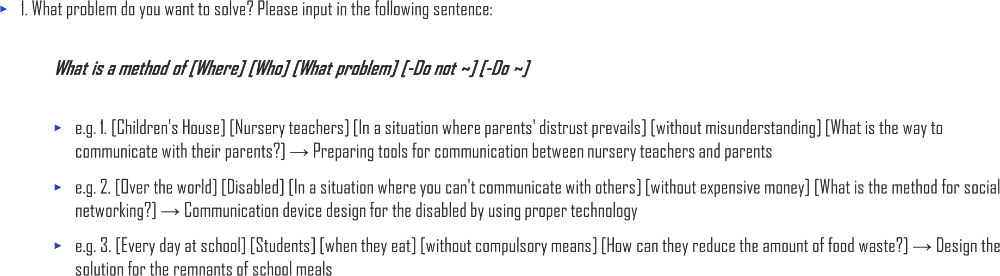 1. What problem do you want to solve? Please input in the following sentence:
What is a method of [Where] [Who] [What problem] [-Do not ~] [-Do ~]
e.g. 1. [Children's House] [Nursery teachers] [In a situation where parents' distrust prevails] [without misunderstanding] [What is the way to
communicate with their parents?] → Preparing tools for communication between nursery teachers and parents
e.g. 2. [Over the world] [Disabled] [In a situation where you can't communicate with others] [without expensive money] [What is the method for social
networking?] → Communication device design for the disabled by using proper technology
e.g. 3. [Every day at school] [Students] [when they eat] [without compulsory means] [How can they reduce the amount of food waste?] → Design the
solution for the remnants of school meals